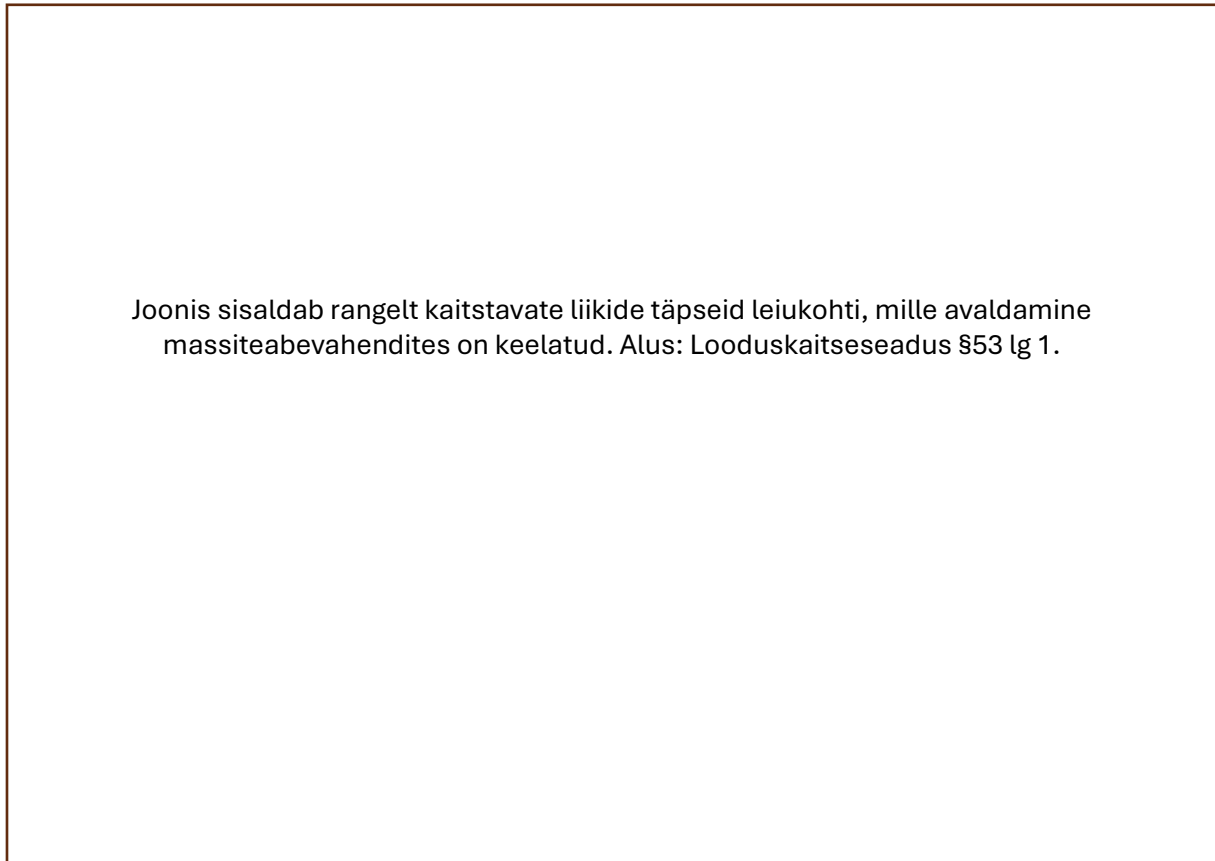 Joonis sisaldab rangelt kaitstavate liikide täpseid leiukohti, mille avaldamine
massiteabevahendites on keelatud. Alus: Looduskaitseseadus §53 lg 1.